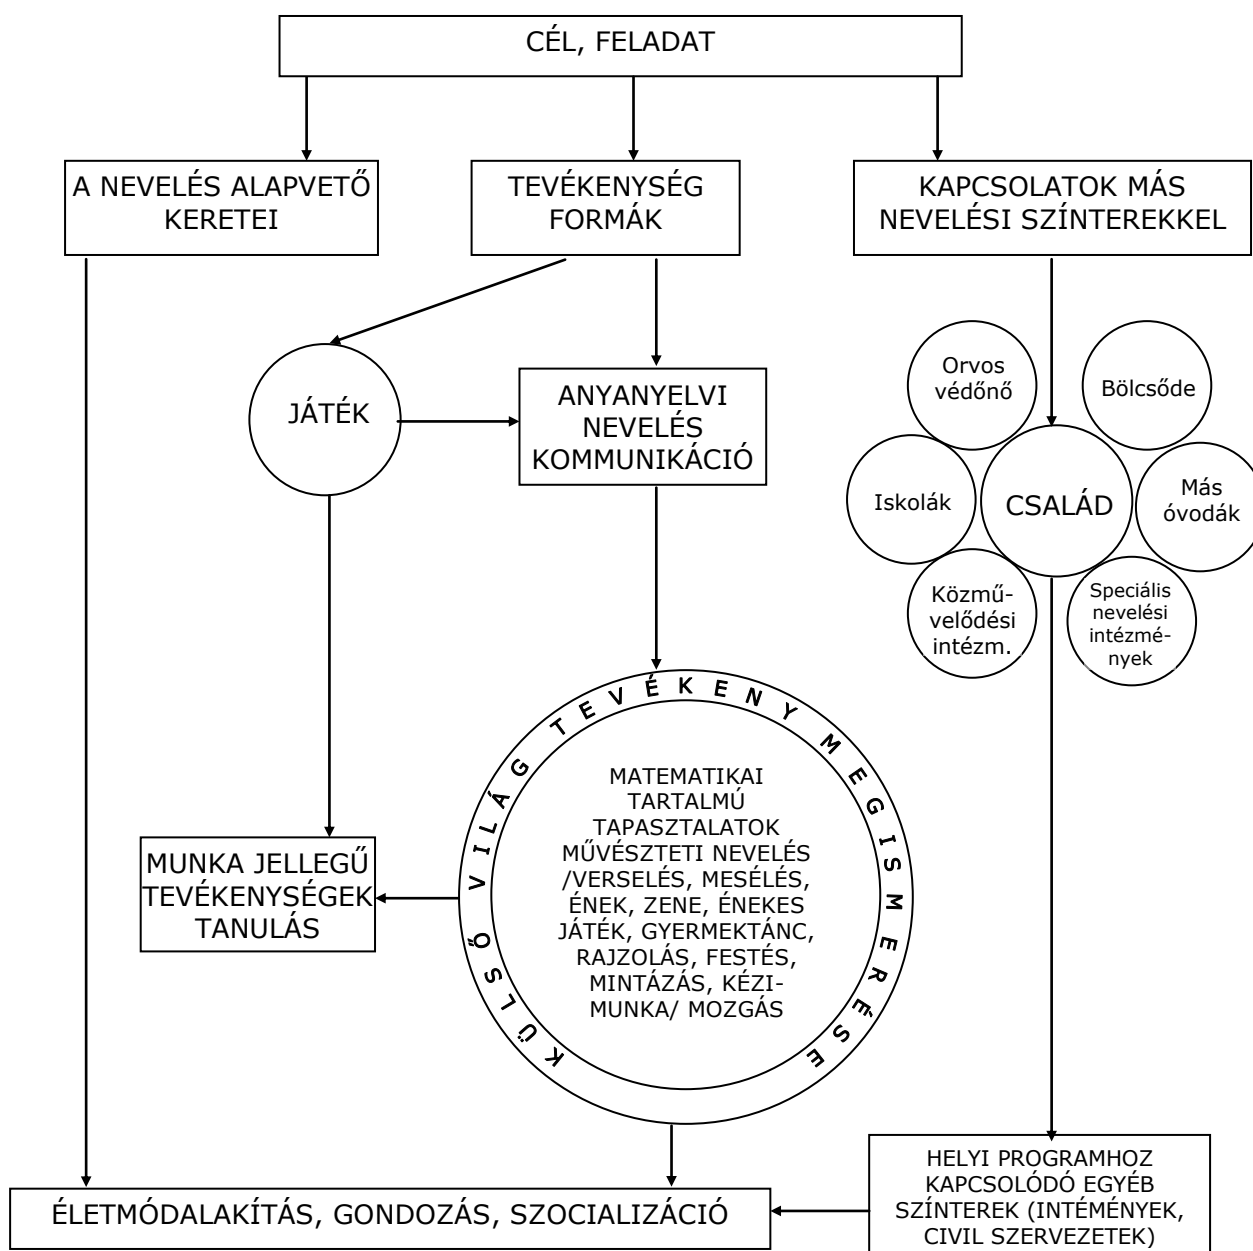 CÉL, FELADAT
A NEVELÉS ALAPVETŐ
KERETEI
TEVÉKENYSÉG
FORMÁK
KAPCSOLATOK MÁS
NEVELÉSI SZÍNTEREKKEL
JÁTÉK
ANYANYELVI
NEVELÉS
KOMMUNIKÁCIÓ
Orvos
védőnő
Bölcsőde
Iskolák
CSALÁD
Más
óvodák
Közmű-
velődési
intézm.
Speciális
nevelési
intézmé-
nyek
KÜLSŐ VILÁG TEVÉKENY MEGISMERÉSE
MATEMATIKAI
TARTALMÚ
TAPASZTALATOK
MŰVÉSZTETI NEVELÉS
/VERSELÉS, MESÉLÉS,
ÉNEK, ZENE, ÉNEKES
JÁTÉK, GYERMEKTÁNC,
RAJZOLÁS, FESTÉS,
MINTÁZÁS, KÉZI-
MUNKA/ MOZGÁS
MUNKA JELLEGŰ
TEVÉKENYSÉGEK
TANULÁS
ÉLETMÓDALAKÍTÁS, GONDOZÁS, SZOCIALIZÁCIÓ
HELYI PROGRAMHOZ
KAPCSOLÓDÓ EGYÉB
SZÍNTEREK (INTÉMÉNYEK,
CIVIL SZERVEZETEK)